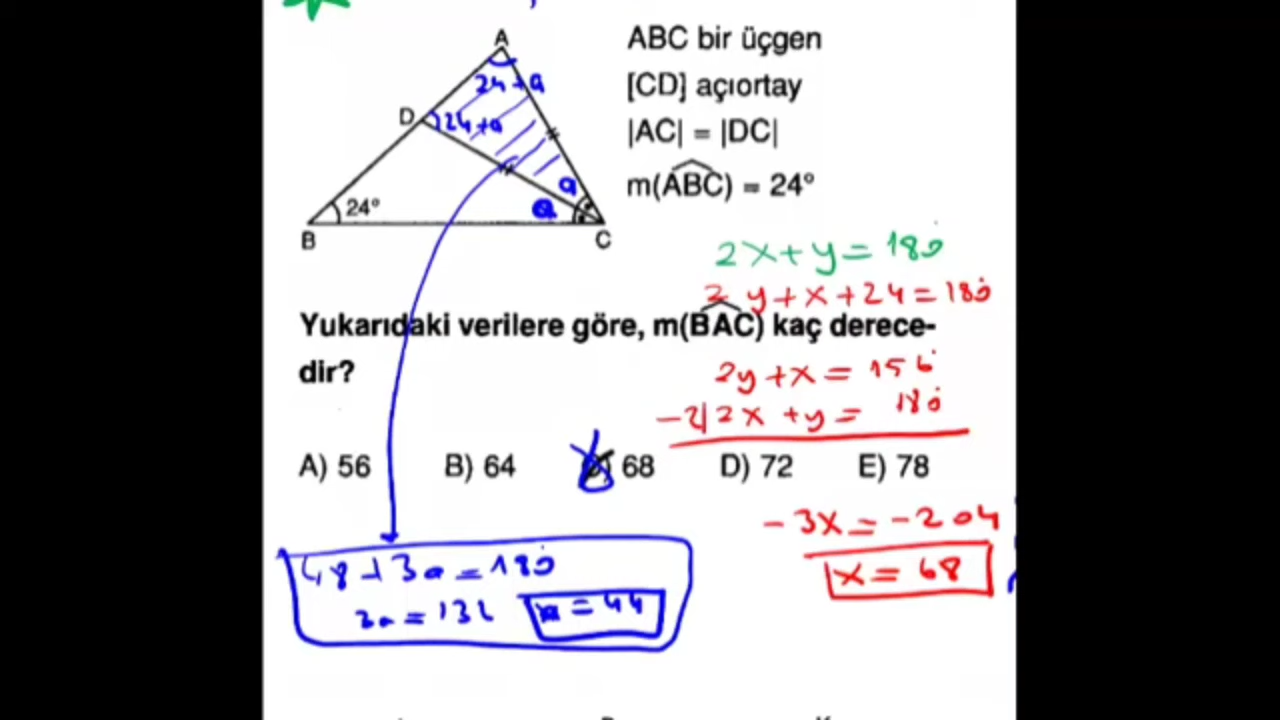 A
24+a
D
24+a
a
a
24°
B
C
ABC bir üçgen
[CD] açıortay
|AC| = |DC|
m(ABC) = 24°
2x+y=180
2y+x+24=180
Yukarıdaki verilere göre, m(BAC) kaç derece-
dir?
2y+x=156
-2/2x+y= 180
A) 56 B) 64 C) 68 D) 72 E) 78
-3x=-204
x=68
48+3a=180
3a=132 a=44